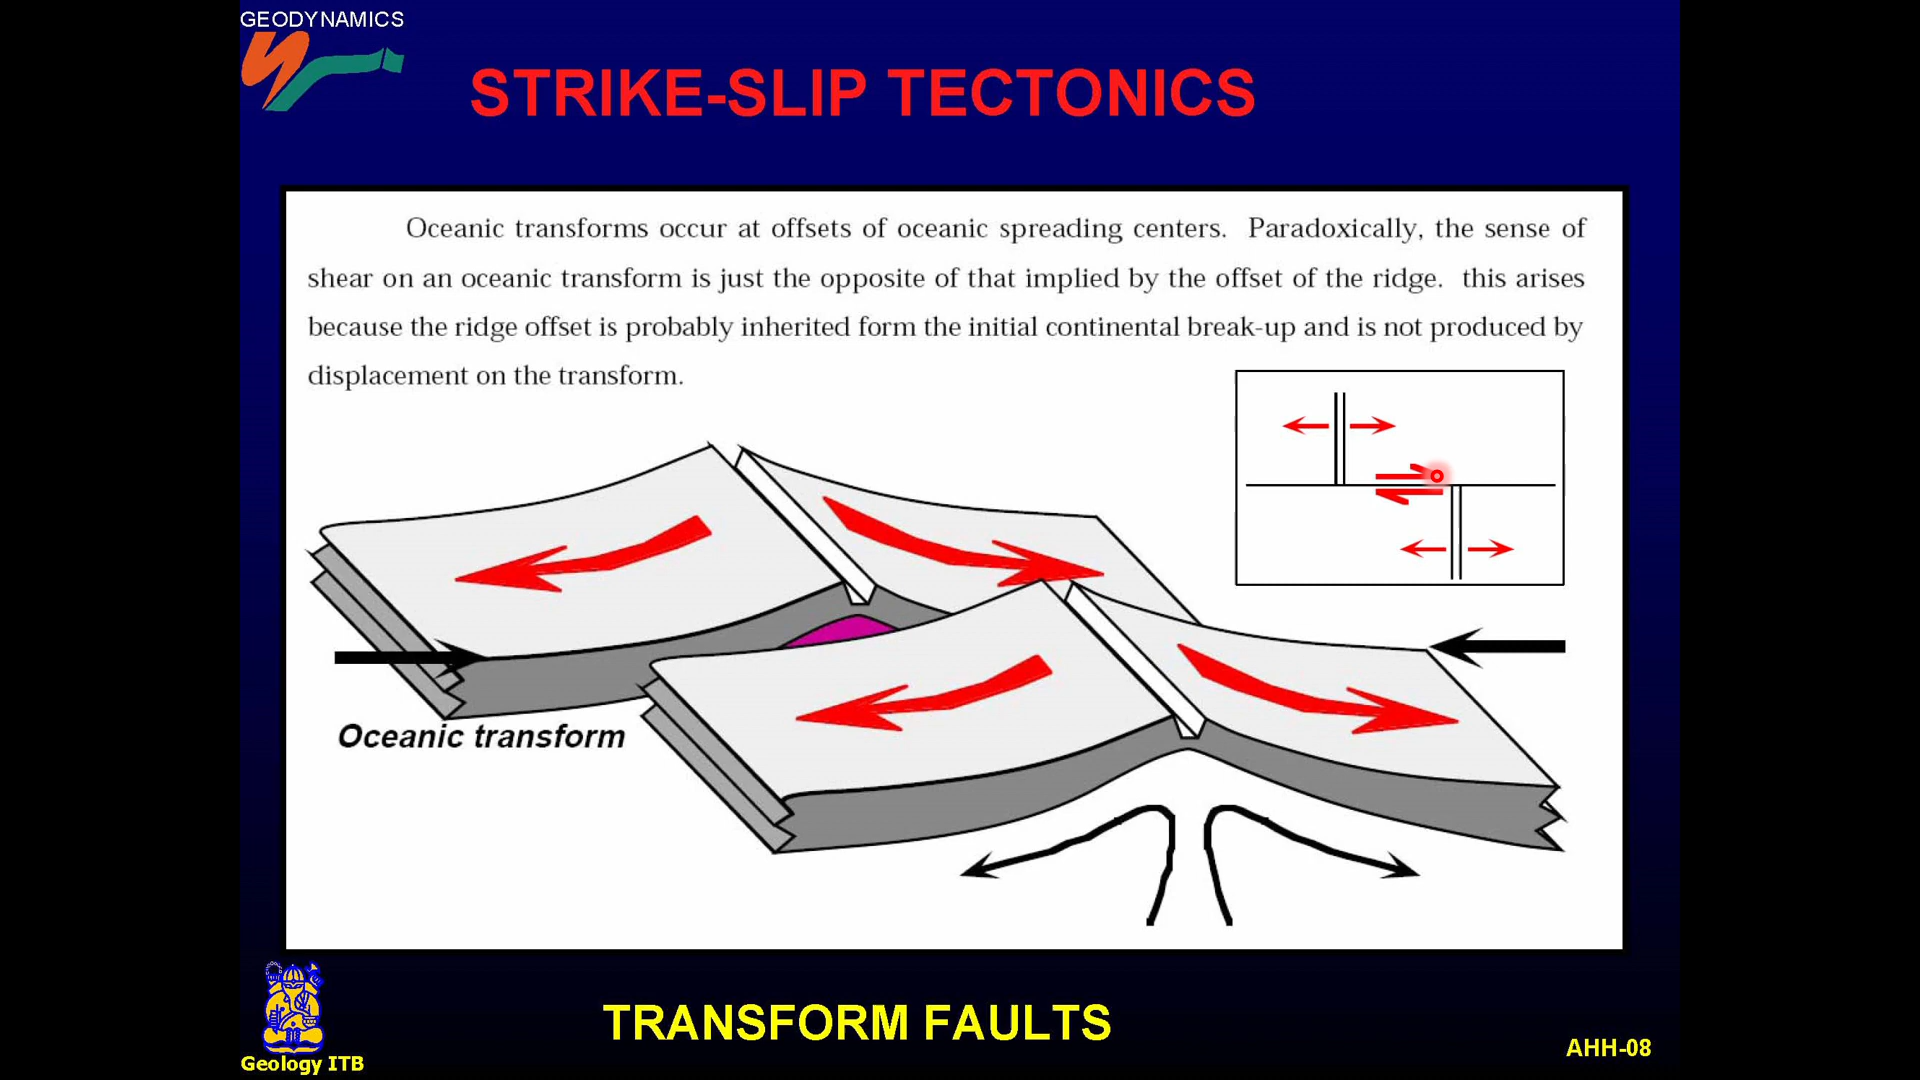 GEODYNAMICS
STRIKE-SLIP TECTONICS
Oceanic transforms occur at offsets of oceanic spreading centers. Paradoxically, the sense of
shear on an oceanic transform is just the opposite of that implied by the offset of the ridge. this arises
because the ridge offset is probably inherited form the initial continental break-up and is not produced by
displacement on the transform.
Oceanic transform
TRANSFORM FAULTS
Geology ITB
AHH-08